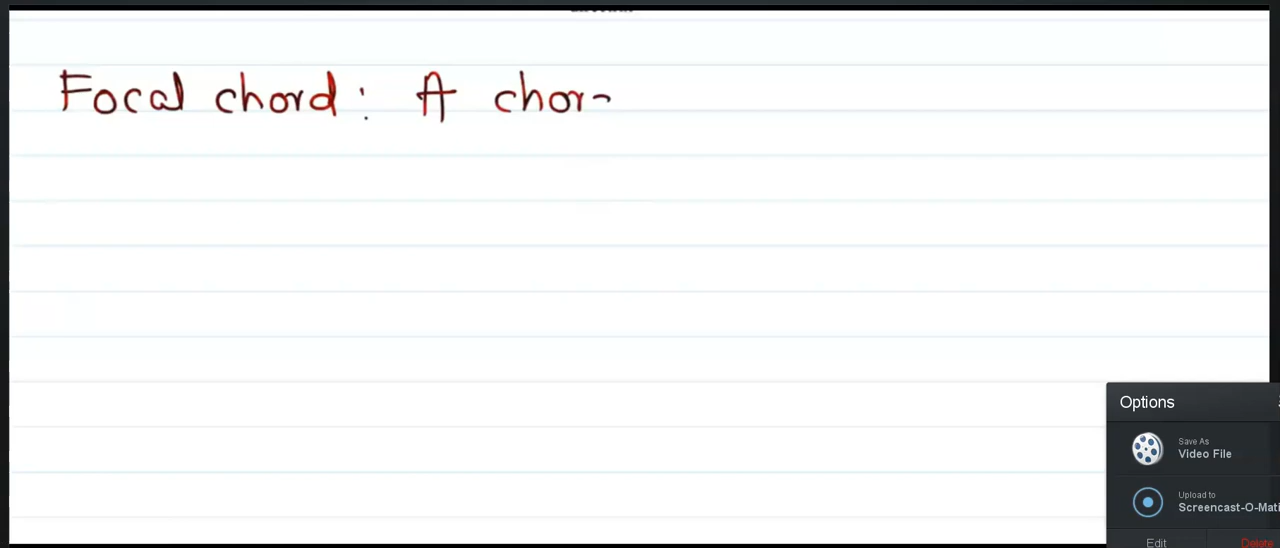 Focal chord : A chor
Options
Save As
Video File
Upload to
Screencast-O-Mati
Edit Delete